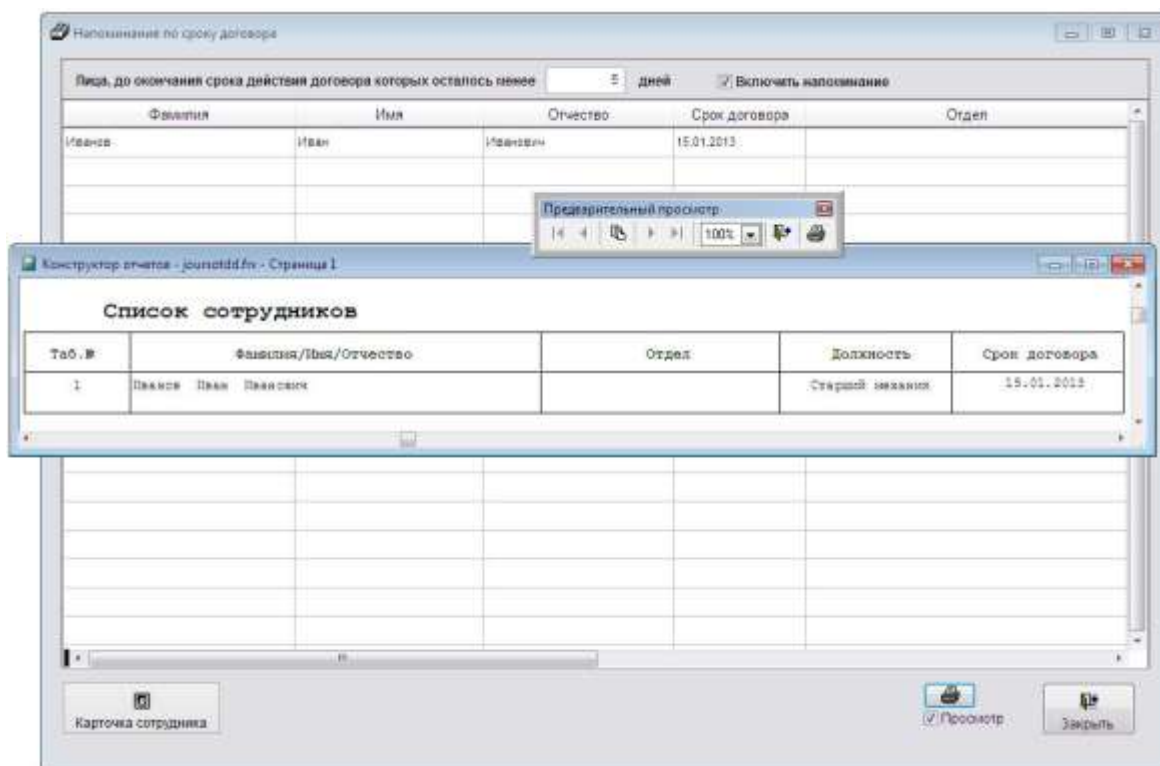 Напоминание по сроку договора
Лица, до окончания срока действия договора которых осталось менее 5 дней Включить напоминание
Фамилия Имя Отчество Срок договора Отдел
Иванов Иван Иванович 15.01.2013
Предварительный просмотр
100%
Конструктор отчетов - journotdd.frx - Страница 1
Список сотрудников
Таб.№ Фамилия/Имя/Отчество Отдел Должность Срок договора
1 Иванов Иван Иванович Старший механик 15.01.2013
Карточка сотрудника
Просмотр
Закрыть